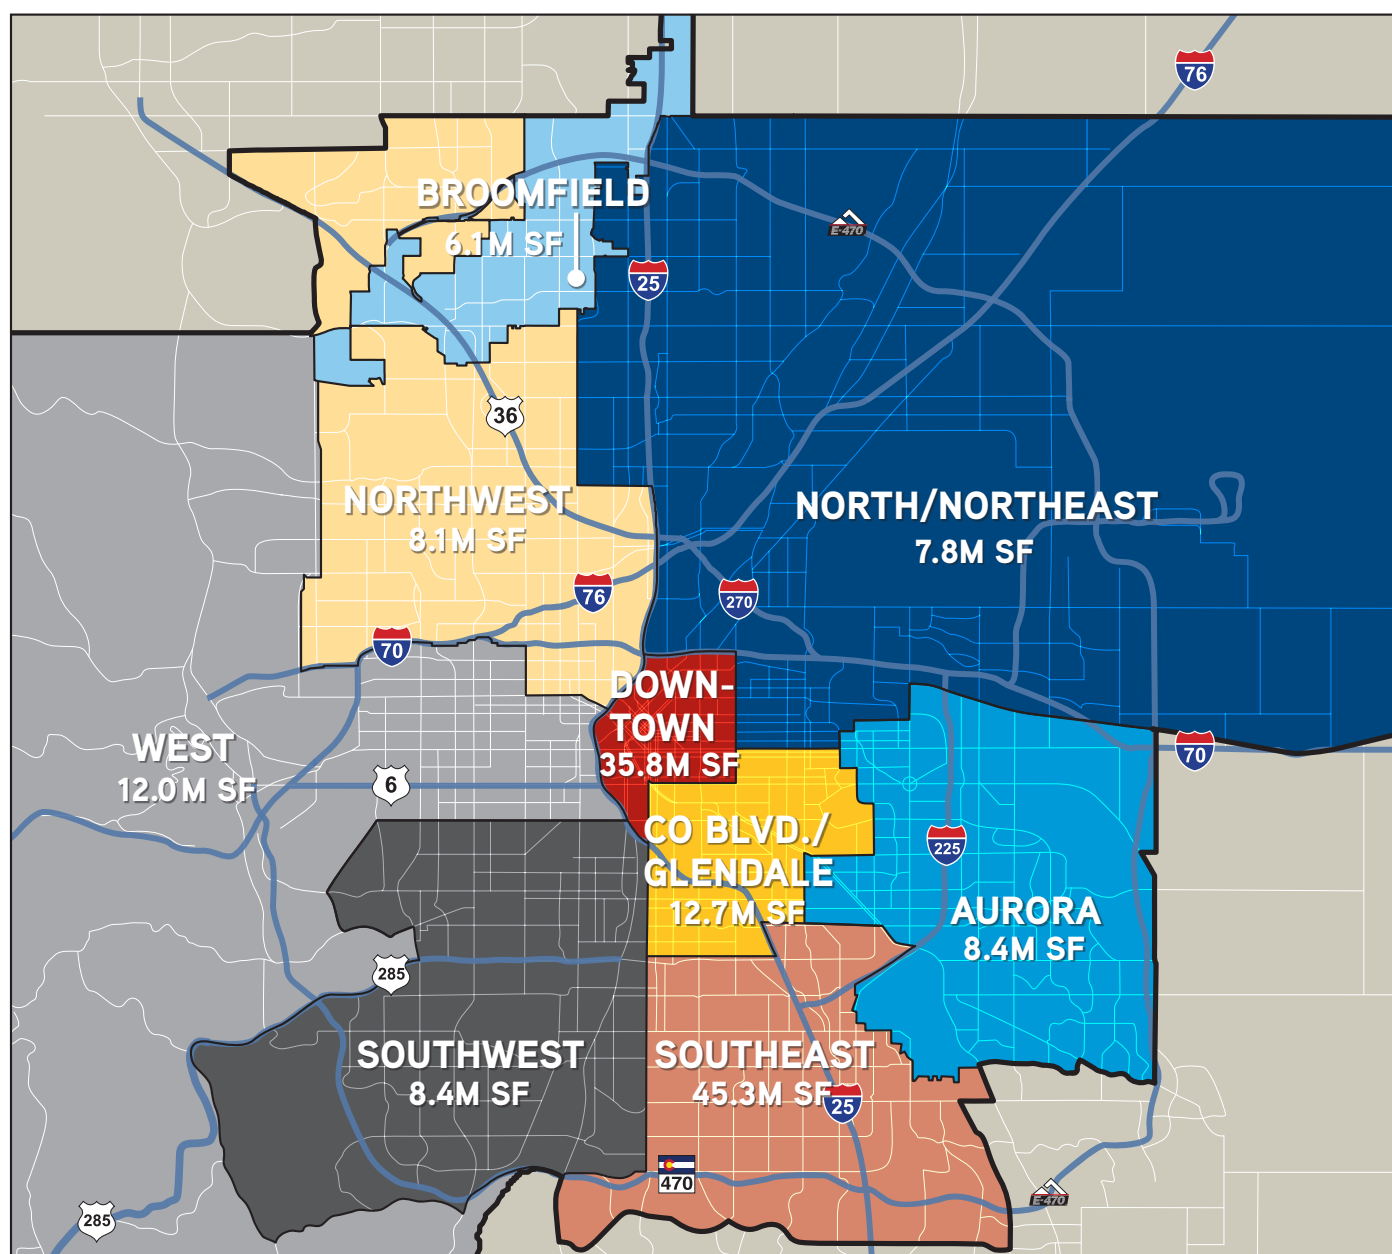 76
BROOMFIELD
6.1M SF
E-470
25
36
NORTHWEST
8.1M SF
NORTH/NORTHEAST
7.8M SF
76
270
70
DOWN-
TOWN
35.8M SF
WEST
12.0M SF
6
70
CO BLVD./
GLENDALE
12.7M SF
225
AURORA
8.4M SF
285
SOUTHWEST
8.4M SF
SOUTHEAST
45.3M SF
25
470
E-470
285